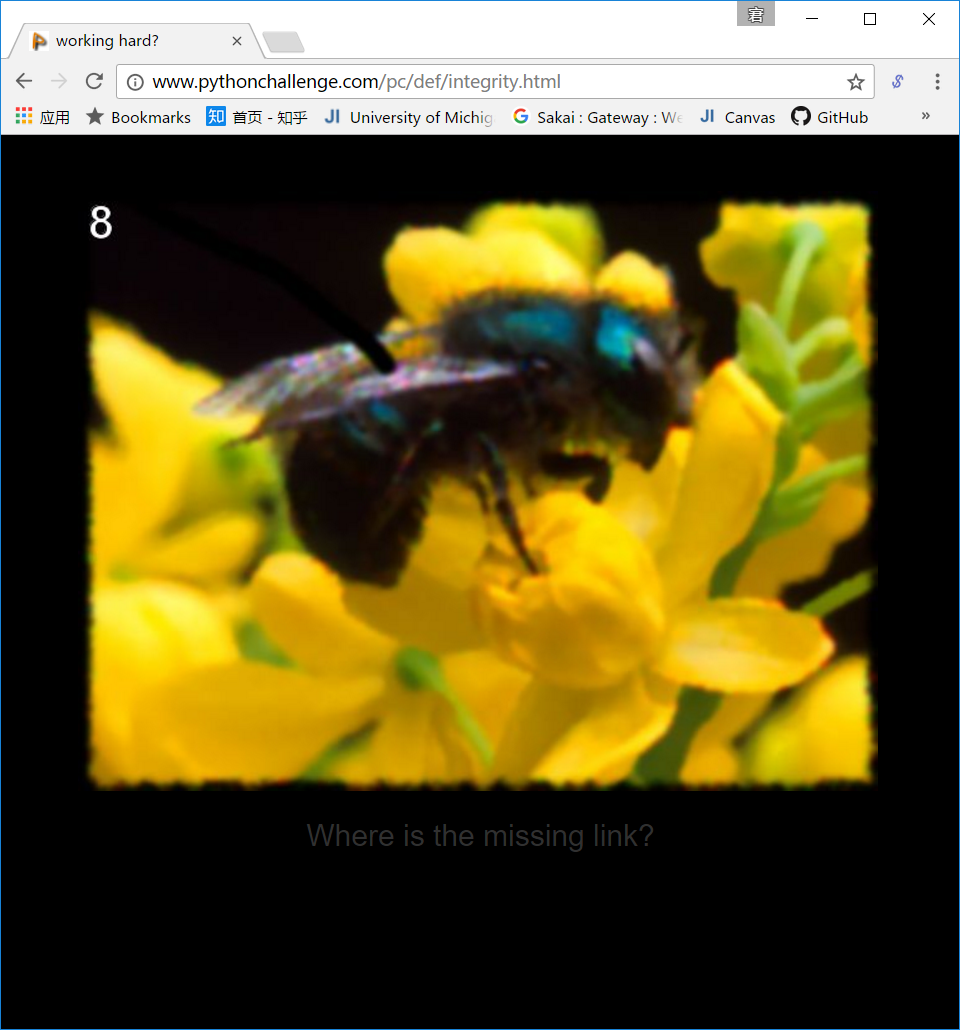 窘
working hard?
www.pythonchallenge.com/pc/def/integrity.html
应用 Bookmarks 知 首页 - 知乎 JI University of Michig G Sakai : Gateway : We JI Canvas GitHub »
8
Where is the missing link?